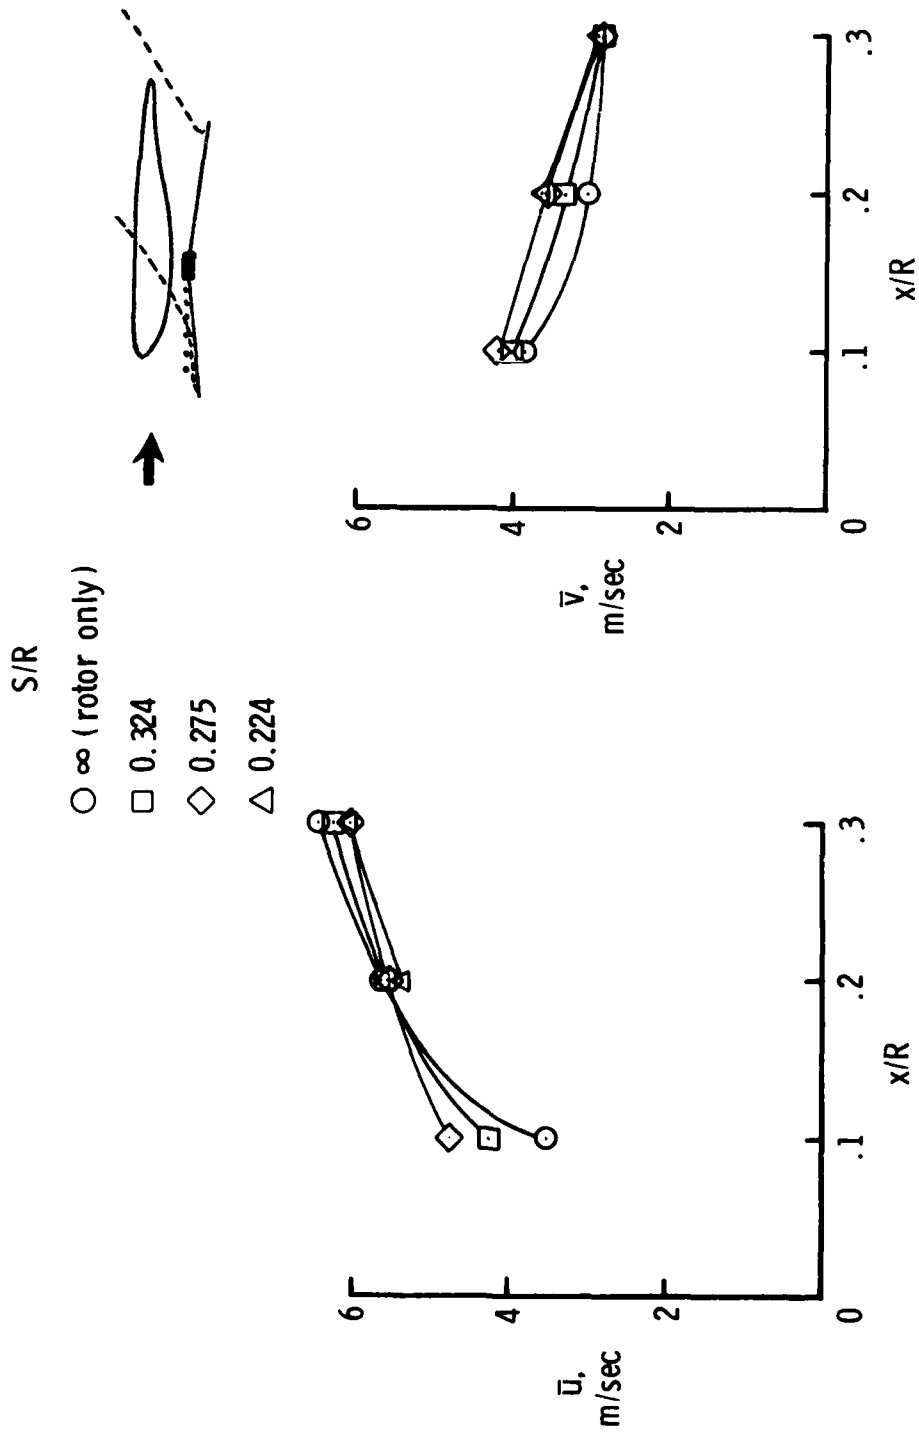 S/R
∞ (rotor only)
0.324
0.275
0.224
u̅,
m/sec
6
4
2
0
.1
.2
.3
x/R
v̅,
m/sec
6
4
2
0
.1
.2
.3
x/R